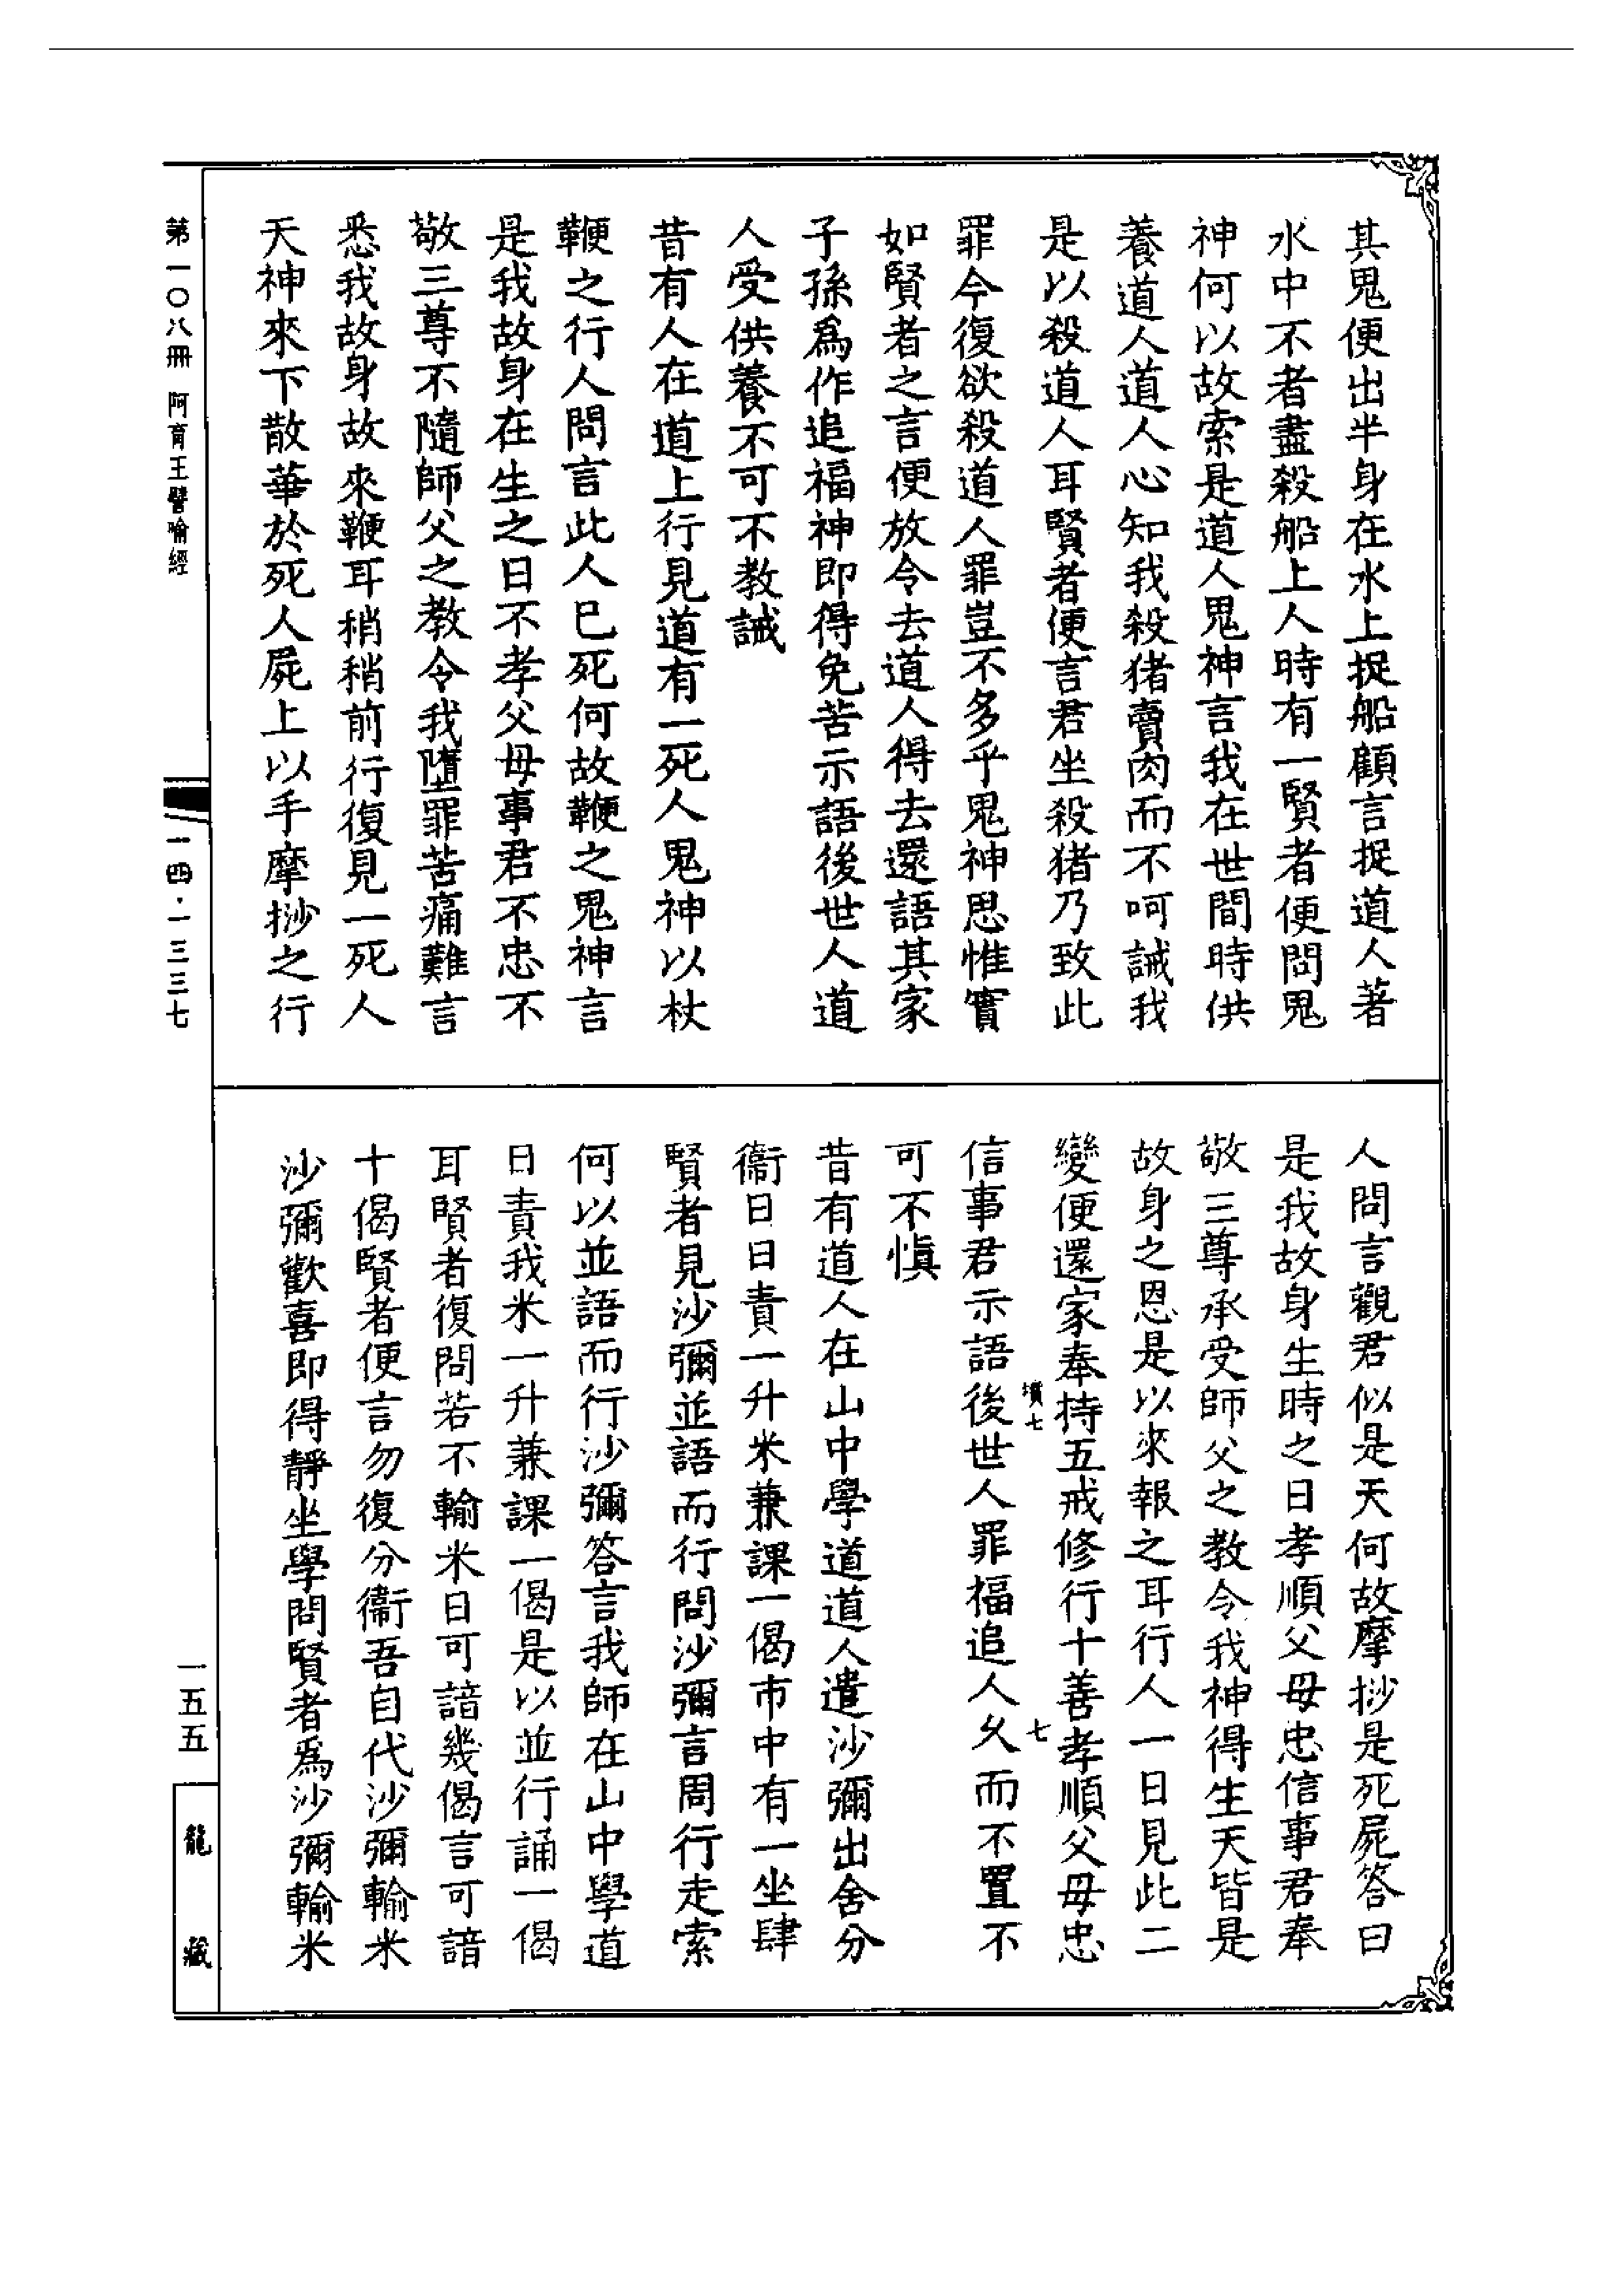 其鬼便出半身在水上捉船顧言捉道人著
水中不者盡殺船上人時有一賢者便問鬼
神何以故索是道人鬼神言我在世間時供
養道人道人心知我殺猪賣肉而不呵誡我
是以殺道人耳賢者便言君坐殺猪乃致此
罪今復欲殺道人罪豈不多乎鬼神思惟實
如賢者之言便放令去道人得去還語其家
子孫爲作追福神即得免苦示語後世人道
人受供養不可不教誡
昔有人在道上行見道有一死人鬼神以杖
鞭之行人問言此人已死何故鞭之鬼神言
是我故身在生之日不孝父母事君不忠不
敬三尊不隨師父之教令我墮罪苦痛難言
悉我故身故來鞭耳稍稍前行復見一死人
天神來下散華於死人屍上以手摩挱之行
人問言觀君似是天何故摩挱是死屍答曰
是我故身生時之日孝順父母忠信事君奉
敬三尊承受師父之教令我神得生天皆是
故身之恩是以來報之耳行人一日見此二
變便還家奉持五戒修行十善孝順父母忠
信事君示語後世人罪福追人久而不置不
可不慎
昔有道人在山中學道道人遣沙彌出舍分
衞日日責一升米兼課一偈市中有一坐肆
賢者見沙彌並語而行問沙彌言周行走索
何以並語而行沙彌答言我師在山中學道
日責我米一升兼課一偈是以並行誦一偈
耳賢者復問若不輸米日可諳幾偈言可諳
十偈賢者便言勿復分衞吾自代沙彌輸米
沙彌歡喜即得靜坐學問賢者爲沙彌輸米
墳七
七
第一〇八冊 阿育王譬喻經
一四·一三三七
一五五
龍藏